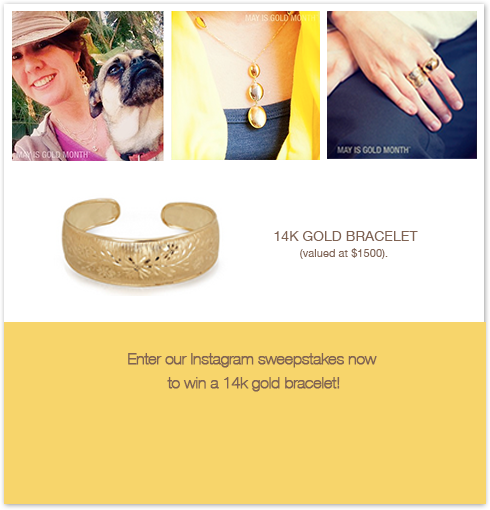 MAY IS GOLD MONTH
MAY IS GOLD MONTH
MAY IS GOLD MONTH
14K GOLD BRACELET
(valued at $1500).
Enter our Instagram sweepstakes now
to win a 14k gold bracelet!